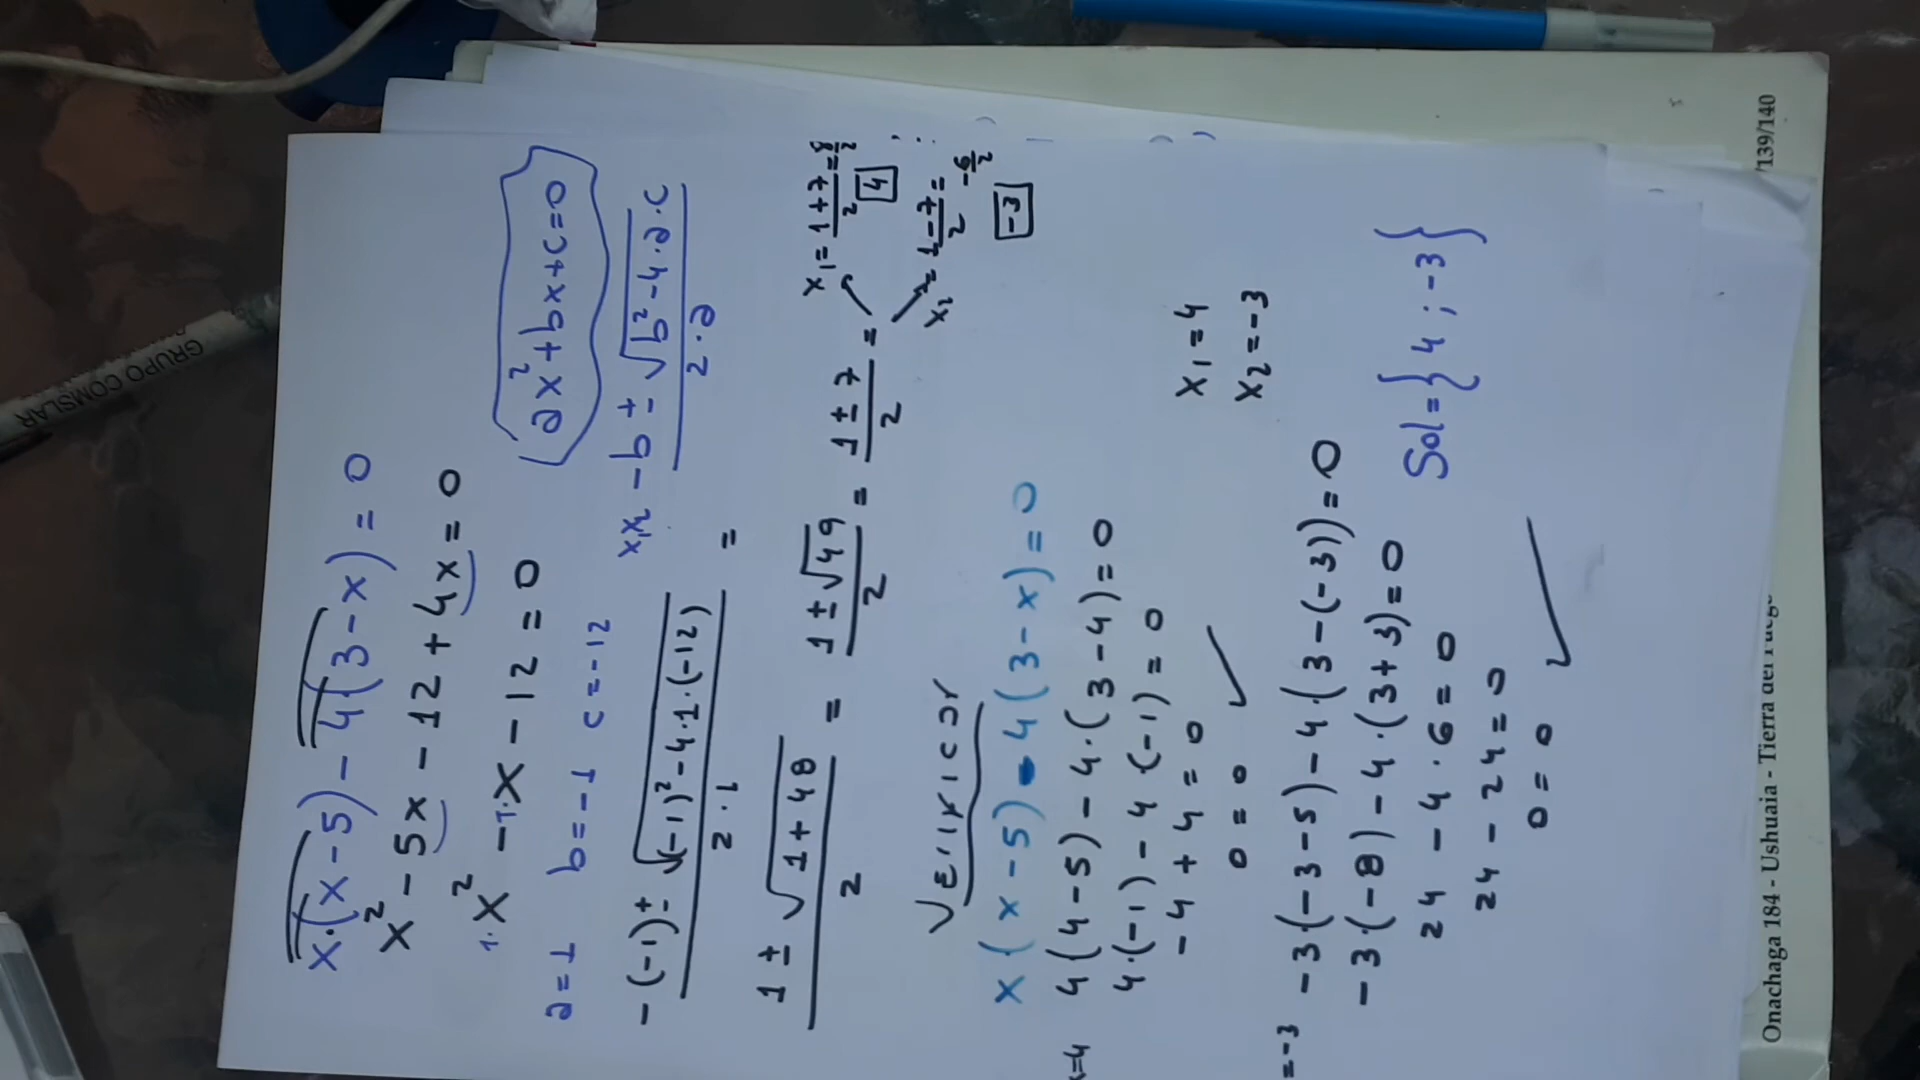 x·(x-5)-4(3-x)=0
x²-5x-12+4x=0
1·x²-1·x-12=0
ax²+bx+c=0
a=1 b=-1 c=-12
x₁x₂ -b±√b²-4·a·c
2·a
-(-1)±√(-1)²-4·1·(-12) =
2·1
1±√1+48 = 1±√49 = 1±7 =
2 2 2
x₁=1+7=8
2 2
4
x₂=1-7=
2
-6
2
-3
Verificar
x(x-5)-4(3-x)=0
x=4 4(4-5)-4·(3-4)=0
4·(-1)-4(-1)=0
-4+4=0
0=0
x₁=4
x₂=-3
=-3 -3·(-3-5)-4·(3-(-3))=0
-3·(-8)-4·(3+3)=0
24-4·6=0
24-24=0
0=0
Sol={4;-3}
GRUPO COMSLAR
139/140
Onachaga 184 - Ushuaia - Tierra del Fuego